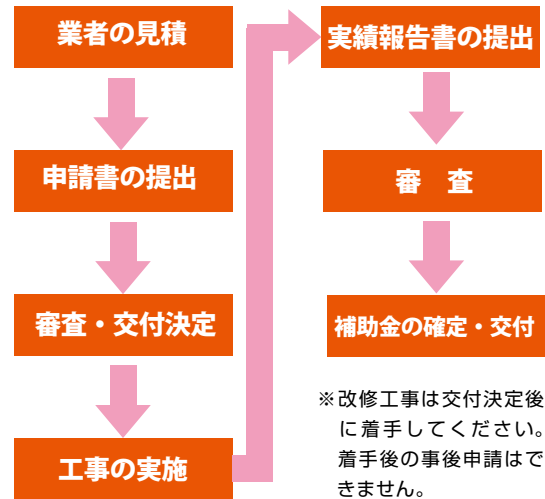 業者の見積
申請書の提出
審査・交付決定
工事の実施
実績報告書の提出
審　査
補助金の確定・交付
※改修工事は交付決定後
に着手してください。
着手後の事後申請はで
きません。